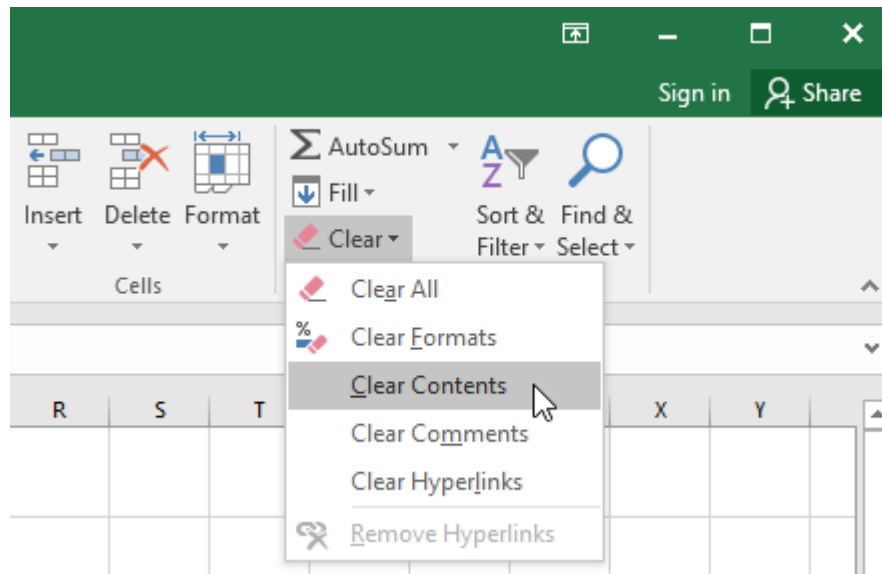 Sign in Share
AutoSum
Fill
Insert Delete Format Sort & Find &
Clear Filter Select
Cells
Clear All
%
Clear Formats
Clear Contents
Clear Comments
Clear Hyperlinks
Remove Hyperlinks
R S T X Y